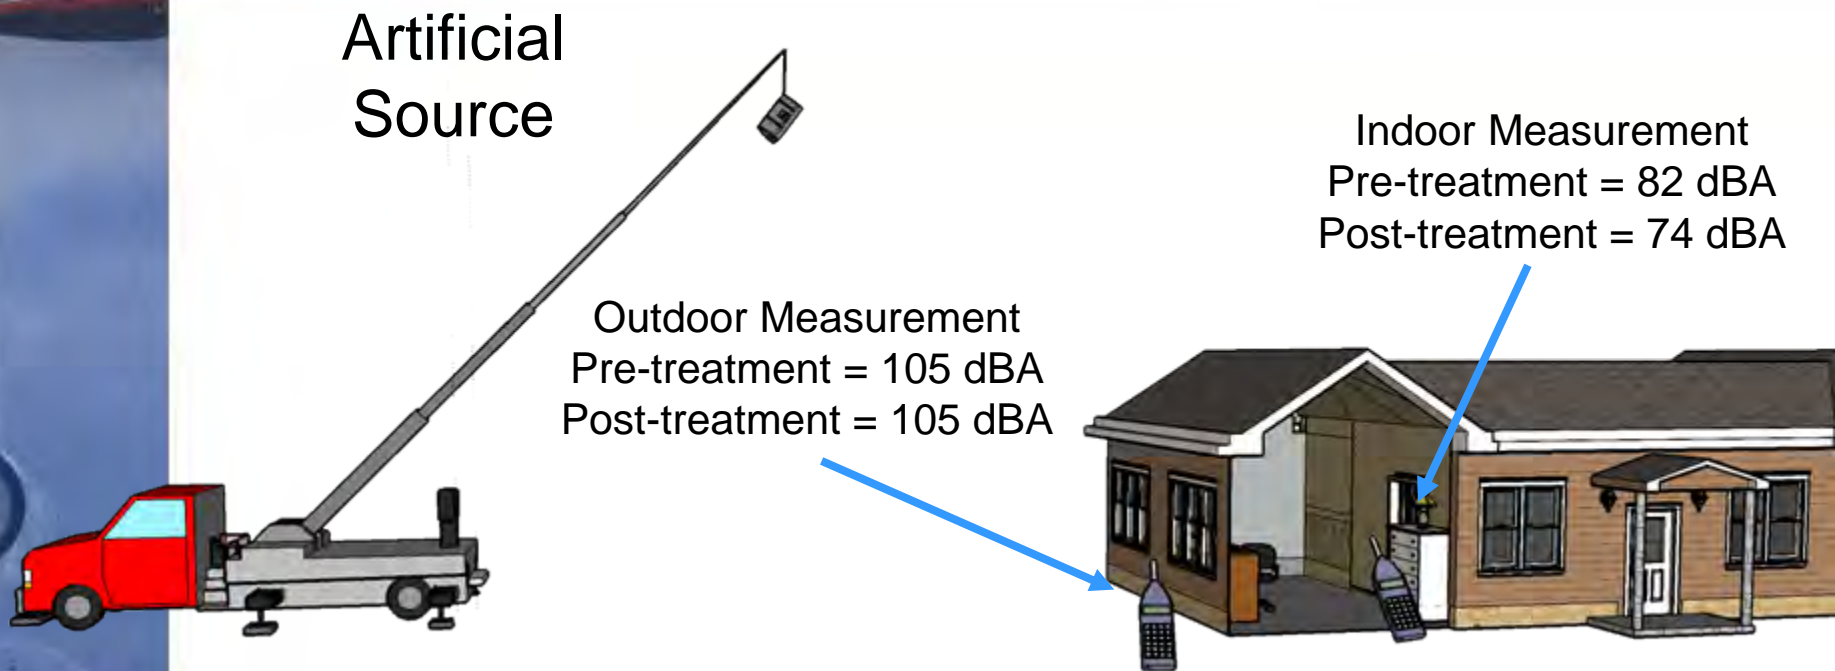 Artificial
Source
Indoor Measurement
Pre-treatment = 82 dBA
Post-treatment = 74 dBA
Outdoor Measurement
Pre-treatment = 105 dBA
Post-treatment = 105 dBA